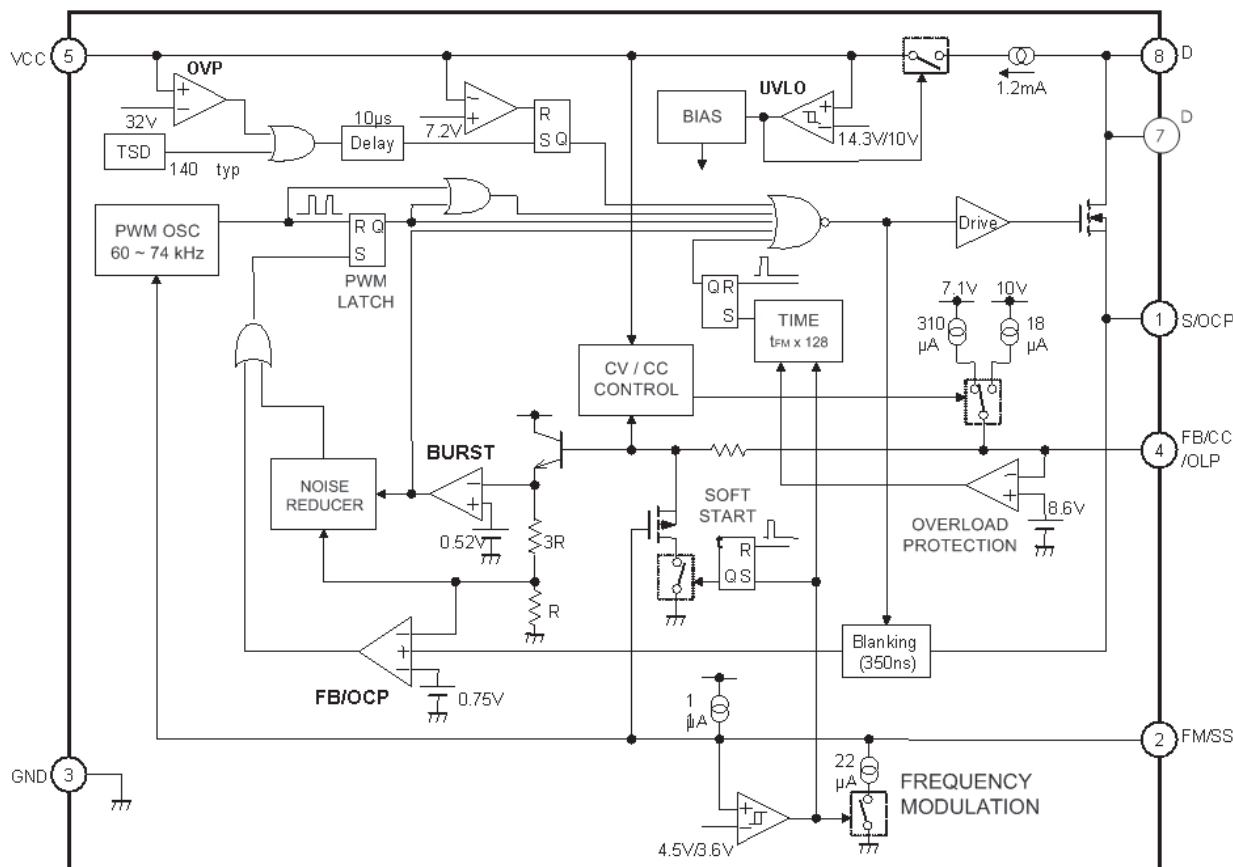 VCC
5
OVP
+
−
32V
TSD
140 typ
10µs
Delay
−
+
7.2V
R
S Q
UVLO
BIAS
+
−
14.3V/10V
1.2mA
8
D
7
D
PWM OSC
60 ~ 74 kHz
R Q
S
PWM
LATCH
Drive
Q R
S
TIME
tFM x 128
7.1V
10V
310
µA
18
µA
1
S/OCP
CV / CC
CONTROL
4
FB/CC
/OLP
BURST
−
+
0.52V
NOISE
REDUCER
3R
R
SOFT
START
R
Q S
−
+
8.6V
OVERLOAD
PROTECTION
Blanking
(350ns)
−
+
−
0.75V
FB/OCP
2
FM/SS
22
µA
FREQUENCY
MODULATION
+
−
4.5V/3.6V
GND
3